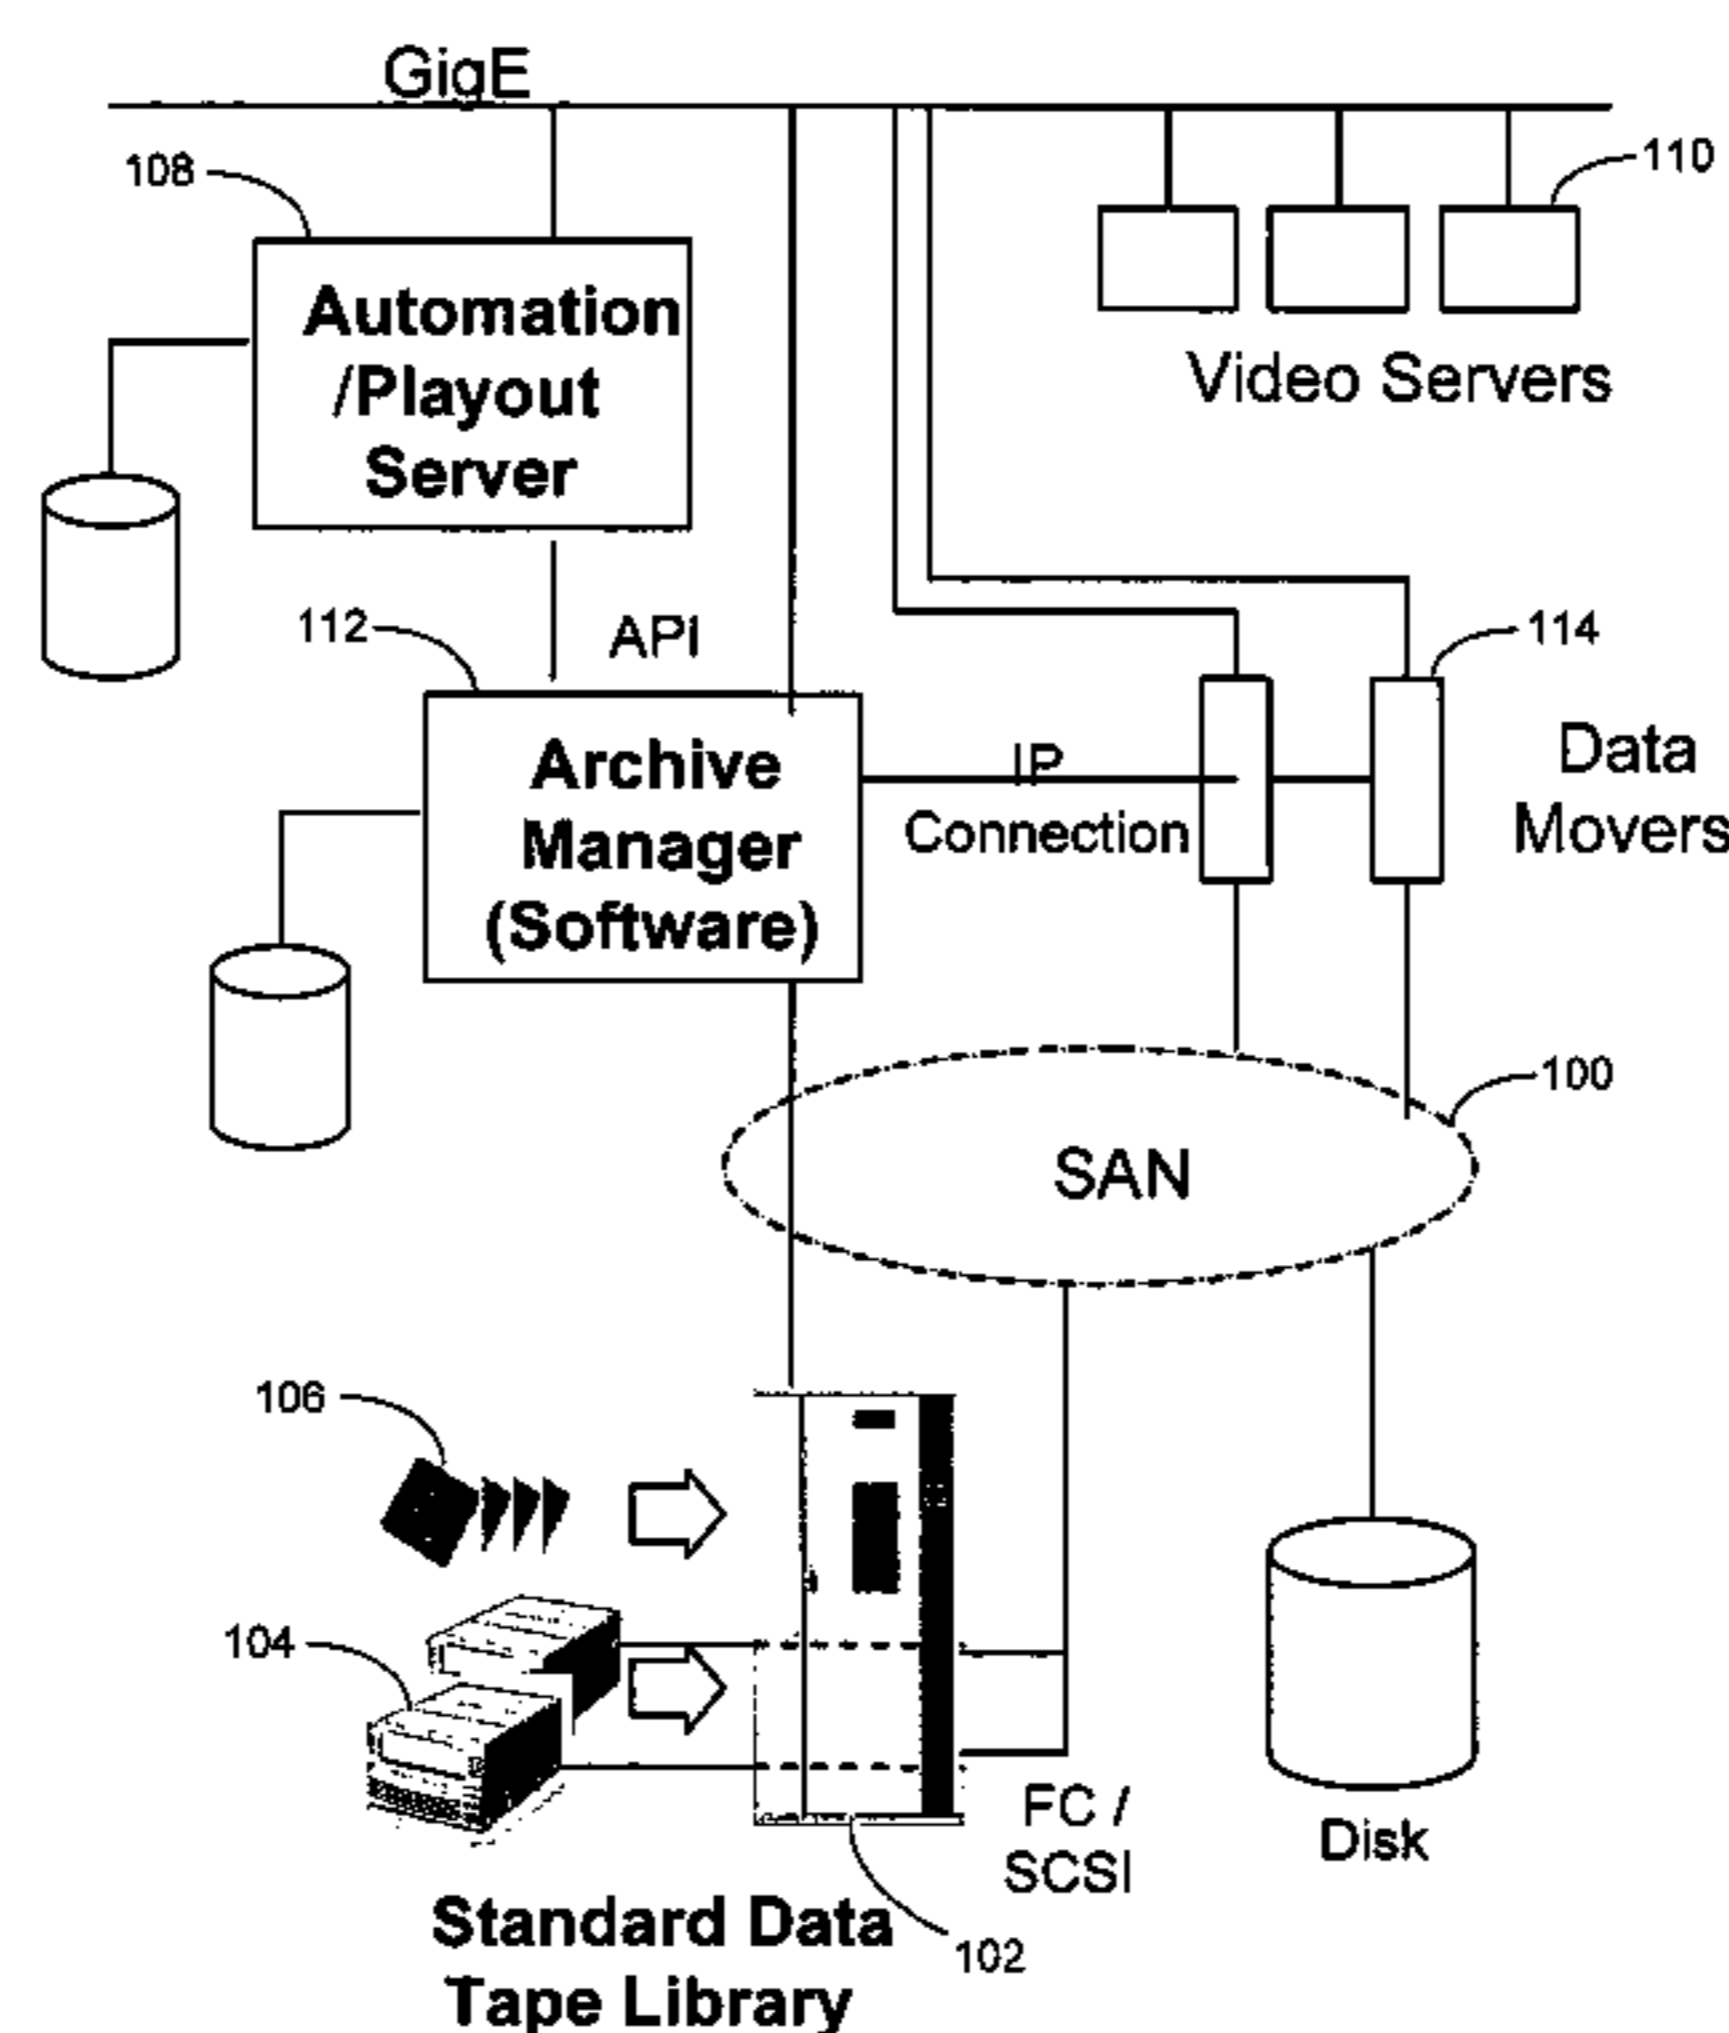 GigE
108
110
Automation
/Playout
Server
Video Servers
112
API
114
Archive
Manager
(Software)
IP
Connection
Data
Movers
100
SAN
106
104
FC /
SCSI
Disk
Standard Data
Tape Library
102